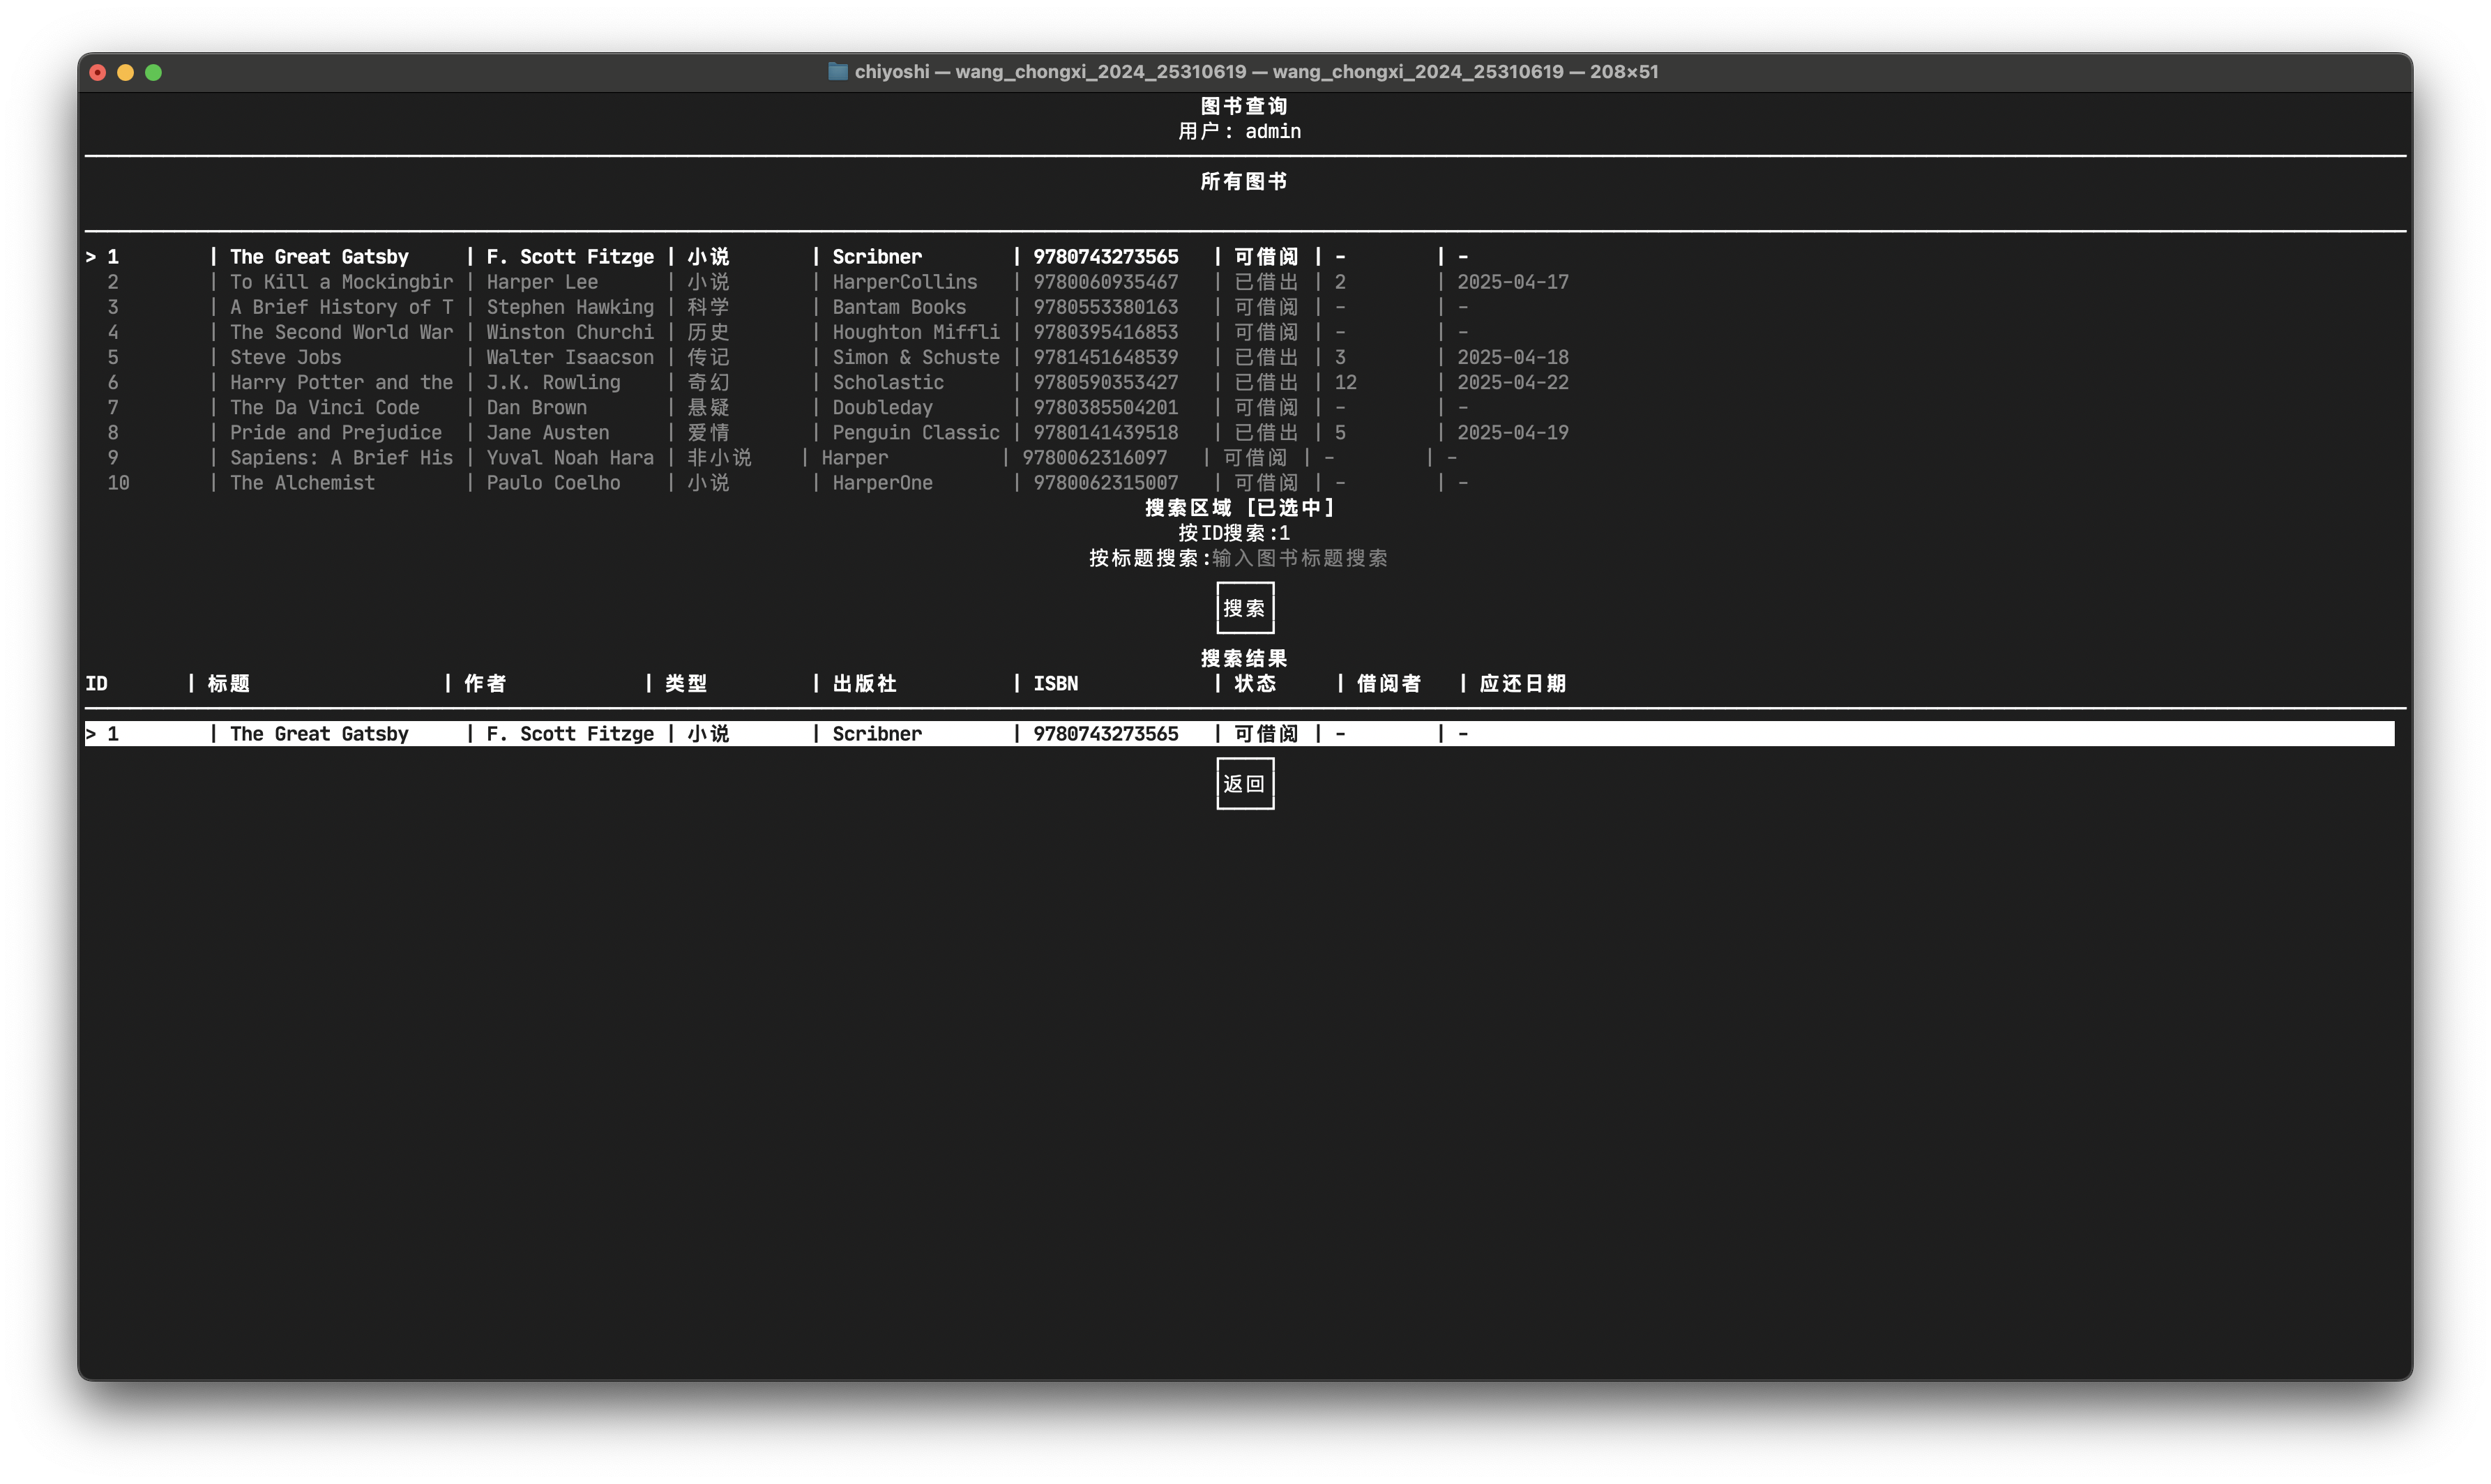 chiyoshi — wang_chongxi_2024_25310619 — wang_chongxi_2024_25310619 — 208×51
图书查询
用户: admin
所有图书
> 1 | The Great Gatsby | F. Scott Fitzge | 小说 | Scribner | 9780743273565 | 可借阅 | - | -
2 | To Kill a Mockingbir | Harper Lee | 小说 | HarperCollins | 9780060935467 | 已借出 | 2 | 2025-04-17
3 | A Brief History of T | Stephen Hawking | 科学 | Bantam Books | 9780553380163 | 可借阅 | - | -
4 | The Second World War | Winston Churchi | 历史 | Houghton Miffli | 9780395416853 | 可借阅 | - | -
5 | Steve Jobs | Walter Isaacson | 传记 | Simon & Schuste | 9781451648539 | 已借出 | 3 | 2025-04-18
6 | Harry Potter and the | J.K. Rowling | 奇幻 | Scholastic | 9780590353427 | 已借出 | 12 | 2025-04-22
7 | The Da Vinci Code | Dan Brown | 悬疑 | Doubleday | 9780385504201 | 可借阅 | - | -
8 | Pride and Prejudice | Jane Austen | 爱情 | Penguin Classic | 9780141439518 | 已借出 | 5 | 2025-04-19
9 | Sapiens: A Brief His | Yuval Noah Hara | 非小说 | Harper | 9780062316097 | 可借阅 | - | -
10 | The Alchemist | Paulo Coelho | 小说 | HarperOne | 9780062315007 | 可借阅 | - | -
搜索区域 [已选中]
按ID搜索:1
按标题搜索:输入图书标题搜索
搜索
搜索结果
ID | 标题 | 作者 | 类型 | 出版社 | ISBN | 状态 | 借阅者 | 应还日期
> 1 | The Great Gatsby | F. Scott Fitzge | 小说 | Scribner | 9780743273565 | 可借阅 | - | -
返回